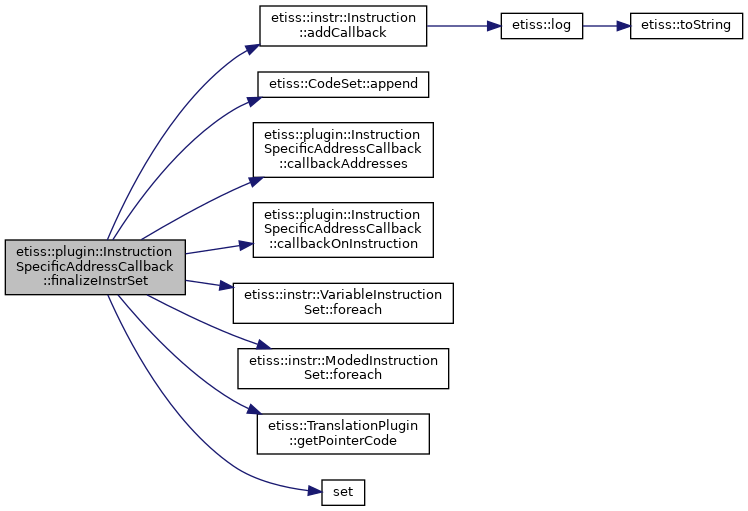 etiss::instr::Instruction
::addCallback
etiss::log
etiss::toString
etiss::CodeSet::append
etiss::plugin::Instruction
SpecificAddressCallback
::callbackAddresses
etiss::plugin::Instruction
SpecificAddressCallback
::callbackOnInstruction
etiss::plugin::Instruction
SpecificAddressCallback
::finalizeInstrSet
etiss::instr::VariableInstruction
Set::foreach
etiss::instr::ModedInstruction
Set::foreach
etiss::TranslationPlugin
::getPointerCode
set